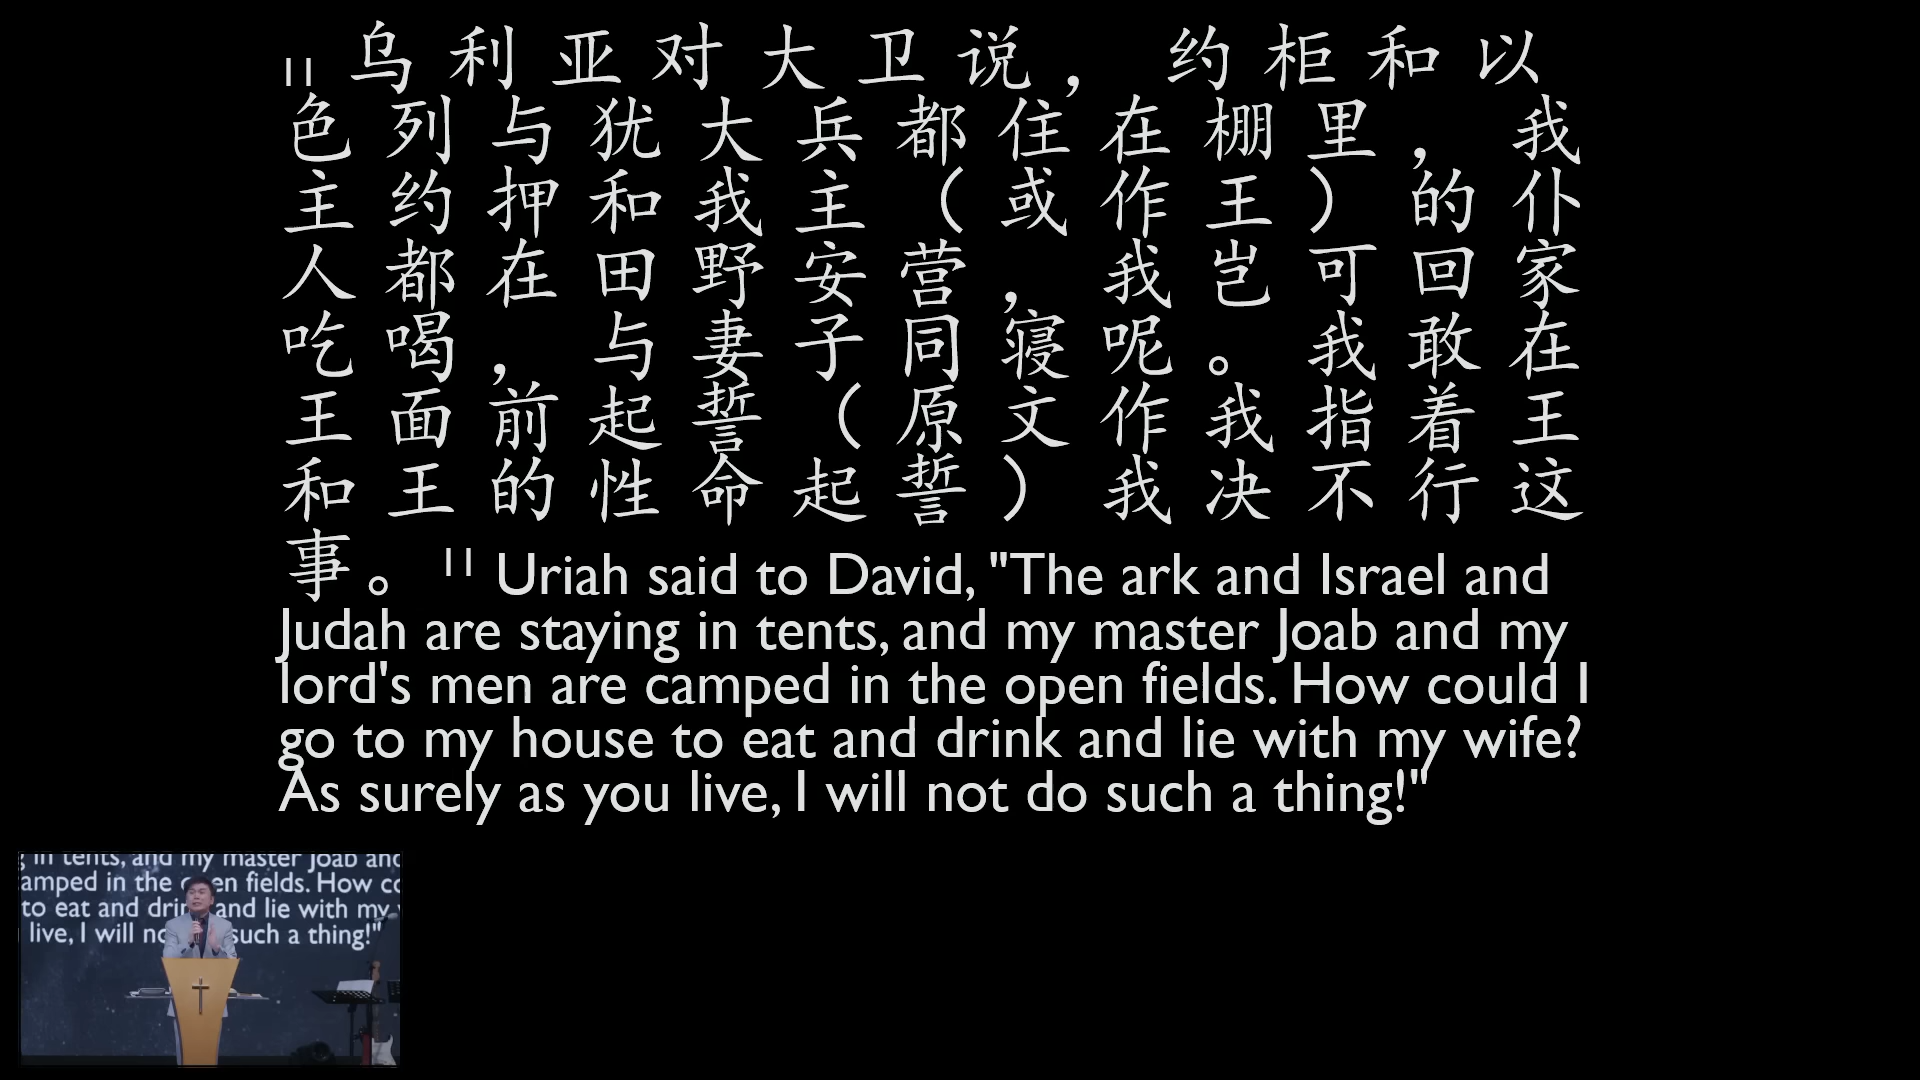 11 乌利亚对大卫说， 约柜和以
色列与犹大兵都住在棚里， 我
主约押和我主（或作王）的仆
人都在田野安营， 我岂可回家
吃喝，与妻子同寝呢。 我敢在
王面前起誓（原文作我指着王
和王的性命起誓）我决不行这
事。 11 Uriah said to David, "The ark and Israel and
Judah are staying in tents, and my master Joab and my
lord's men are camped in the open fields. How could I
go to my house to eat and drink and lie with my wife?
As surely as you live, I will not do such a thing!"
in tents, and my master Joab and
amped in the en fields. How co
to eat and drin and lie with my
live, I will no such a thing!"